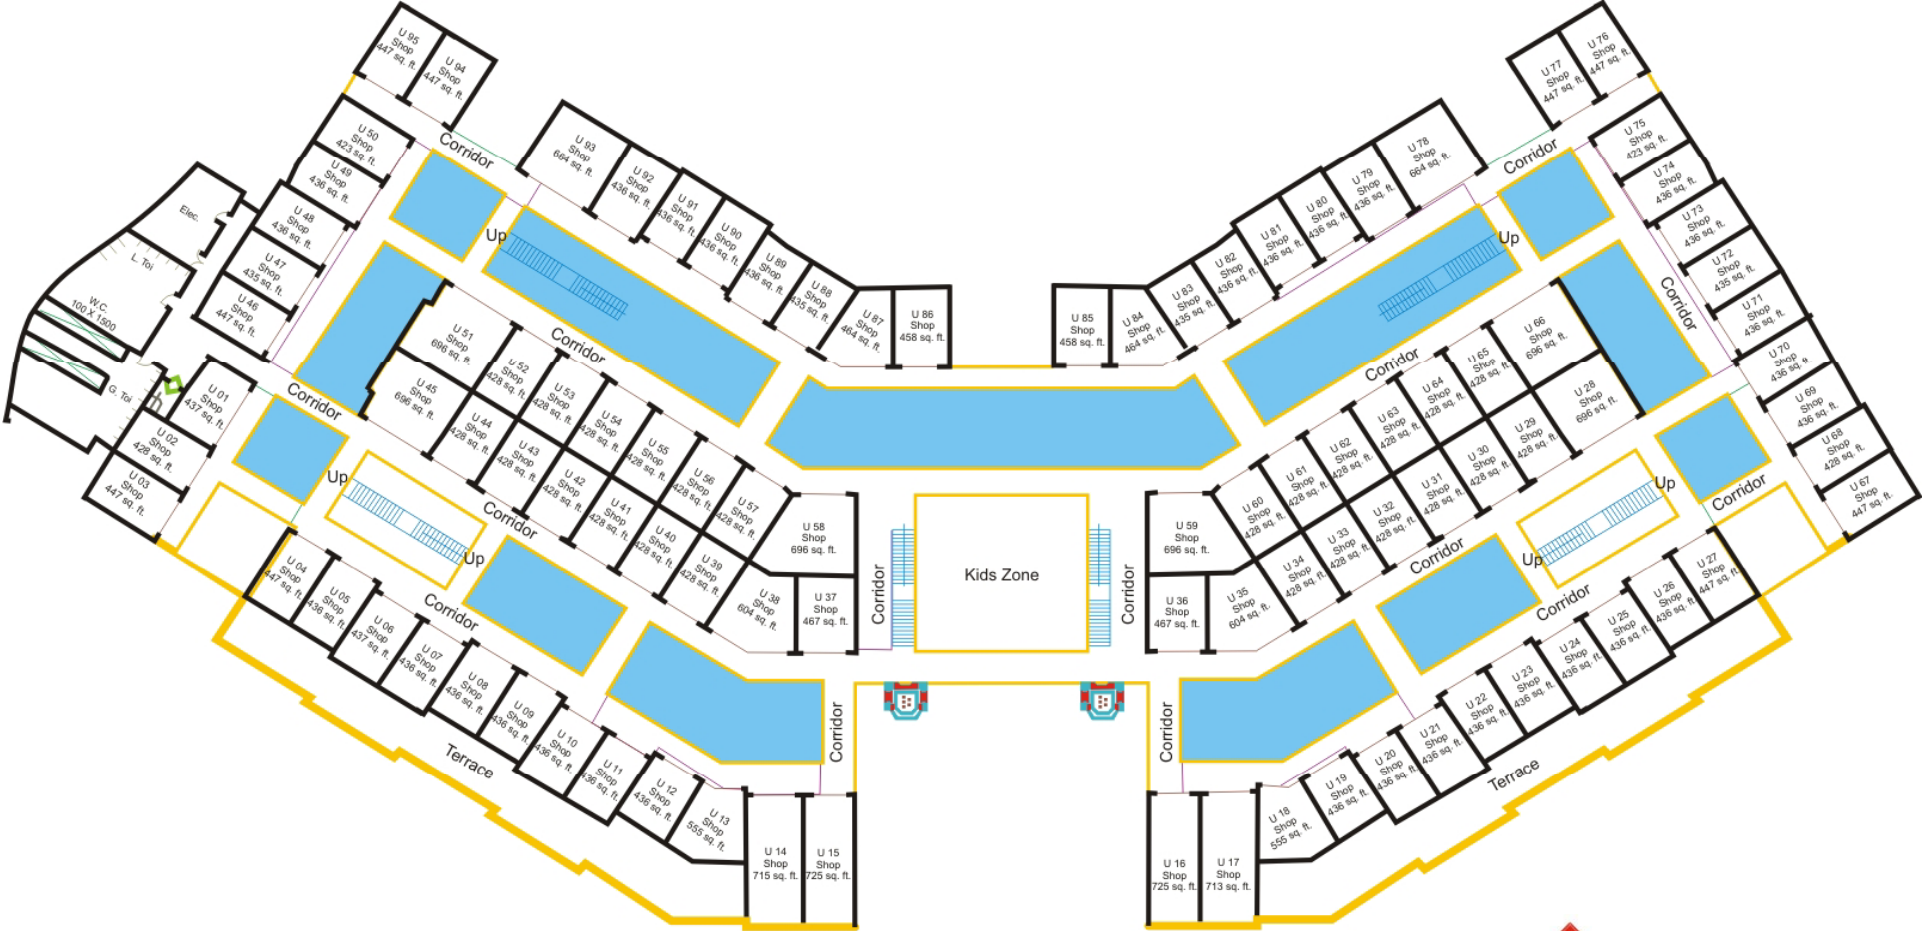 U 95
Shop
447 sq. ft.
U 94
Shop
447 sq. ft.
U 50
Shop
423 sq. ft.
U 49
Shop
436 sq. ft.
U 48
Shop
436 sq. ft.
U 47
Shop
435 sq. ft.
U 46
Shop
447 sq. ft.
Elec.
L. Toi
W.C.
100 X 1500
G. Toi
U 01
Shop
437 sq. ft.
U 02
Shop
428 sq. ft.
U 03
Shop
447 sq. ft.
Corridor
Up
U 93
Shop
664 sq. ft.
U 92
Shop
436 sq. ft.
U 91
Shop
436 sq. ft.
U 90
Shop
436 sq. ft.
U 89
Shop
436 sq. ft.
U 88
Shop
435 sq. ft.
U 87
Shop
464 sq. ft.
U 86
Shop
458 sq. ft.
Corridor
Corridor
U 51
Shop
696 sq. ft.
U 52
Shop
428 sq. ft.
U 53
Shop
428 sq. ft.
U 54
Shop
428 sq. ft.
U 55
Shop
428 sq. ft.
U 56
Shop
428 sq. ft.
U 57
Shop
428 sq. ft.
U 58
Shop
696 sq. ft.
U 45
Shop
696 sq. ft.
U 44
Shop
428 sq. ft.
U 43
Shop
428 sq. ft.
U 42
Shop
428 sq. ft.
U 41
Shop
428 sq. ft.
U 40
Shop
428 sq. ft.
U 39
Shop
428 sq. ft.
U 38
Shop
604 sq. ft.
U 37
Shop
467 sq. ft.
Up
Up
Corridor
Corridor
Corridor
Corridor
U 04
Shop
447 sq. ft.
U 05
Shop
436 sq. ft.
U 06
Shop
437 sq. ft.
U 07
Shop
436 sq. ft.
U 08
Shop
436 sq. ft.
U 09
Shop
436 sq. ft.
U 10
Shop
436 sq. ft.
U 11
Shop
436 sq. ft.
U 12
Shop
436 sq. ft.
U 13
Shop
555 sq. ft.
U 14
Shop
715 sq. ft.
U 15
Shop
725 sq. ft.
Terrace
Kids Zone
U 77
Shop
447 sq. ft.
U 76
Shop
447 sq. ft.
U 85
Shop
458 sq. ft.
U 84
Shop
464 sq. ft.
U 83
Shop
435 sq. ft.
U 82
Shop
436 sq. ft.
U 81
Shop
436 sq. ft.
U 80
Shop
436 sq. ft.
U 79
Shop
436 sq. ft.
U 78
Shop
664 sq. ft.
Corridor
Up
U 75
Shop
423 sq. ft.
U 74
Shop
436 sq. ft.
U 73
Shop
436 sq. ft.
U 72
Shop
435 sq. ft.
U 71
Shop
436 sq. ft.
U 70
Shop
436 sq. ft.
U 69
Shop
436 sq. ft.
U 68
Shop
428 sq. ft.
U 67
Shop
447 sq. ft.
Corridor
Corridor
U 59
Shop
696 sq. ft.
U 60
Shop
428 sq. ft.
U 61
Shop
428 sq. ft.
U 62
Shop
428 sq. ft.
U 63
Shop
428 sq. ft.
U 64
Shop
428 sq. ft.
U 65
Shop
428 sq. ft.
U 66
Shop
696 sq. ft.
U 36
Shop
467 sq. ft.
U 35
Shop
604 sq. ft.
U 34
Shop
428 sq. ft.
U 33
Shop
428 sq. ft.
U 32
Shop
428 sq. ft.
U 31
Shop
428 sq. ft.
U 30
Shop
428 sq. ft.
U 29
Shop
428 sq. ft.
U 28
Shop
696 sq. ft.
Up
Up
Corridor
Corridor
Corridor
Corridor
Corridor
U 16
Shop
725 sq. ft.
U 17
Shop
713 sq. ft.
U 18
Shop
555 sq. ft.
U 19
Shop
436 sq. ft.
U 20
Shop
436 sq. ft.
U 21
Shop
436 sq. ft.
U 22
Shop
436 sq. ft.
U 23
Shop
436 sq. ft.
U 24
Shop
436 sq. ft.
U 25
Shop
436 sq. ft.
U 26
Shop
436 sq. ft.
U 27
Shop
447 sq. ft.
Terrace